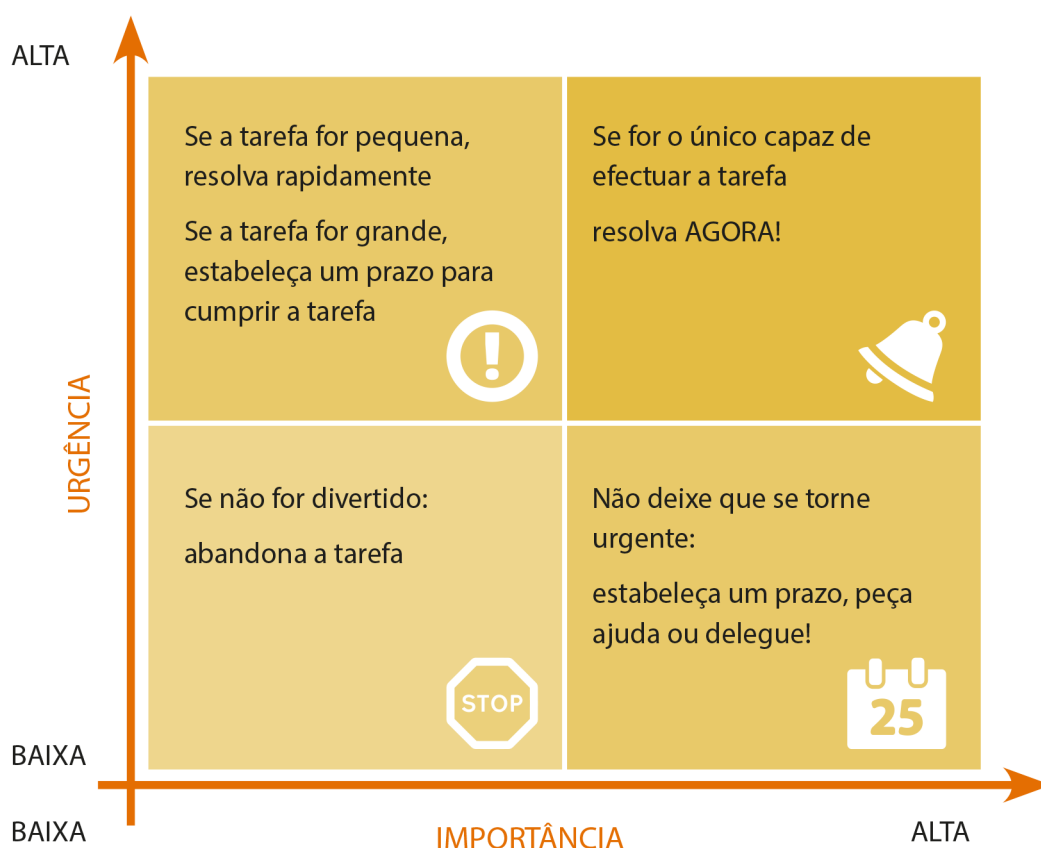 ALTA
Se a tarefa for pequena,
resolva rapidamente
Se a tarefa for grande,
estabeleça um prazo para
cumprir a tarefa
Se for o único capaz de
efectuar a tarefa
resolva AGORA!
URGÊNCIA
Se não for divertido:
abandona a tarefa
STOP
Não deixe que se torne
urgente:
estabeleça um prazo, peça
ajuda ou delegue!
25
BAIXA
BAIXA
IMPORTÂNCIA
ALTA